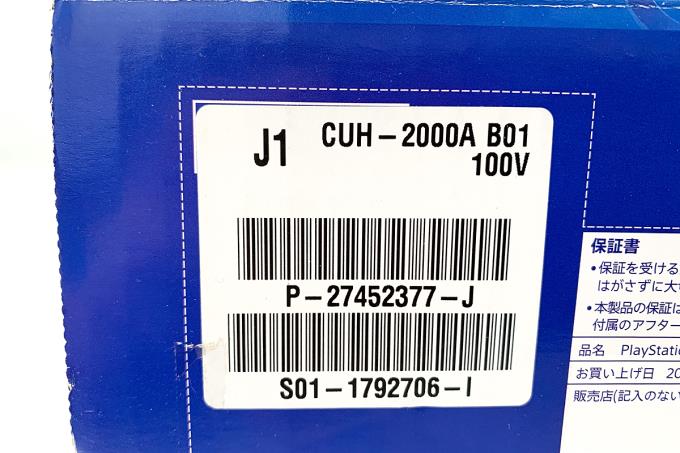 J1 CUH-2000A B01
100V
P-27452377-J
S01-1792706-I
保証書
•保証を受ける
はがさずに大
•本製品の保証は
付属のアフター
品名 PlayStatio
お買い上げ日 20
販売店(記入のない